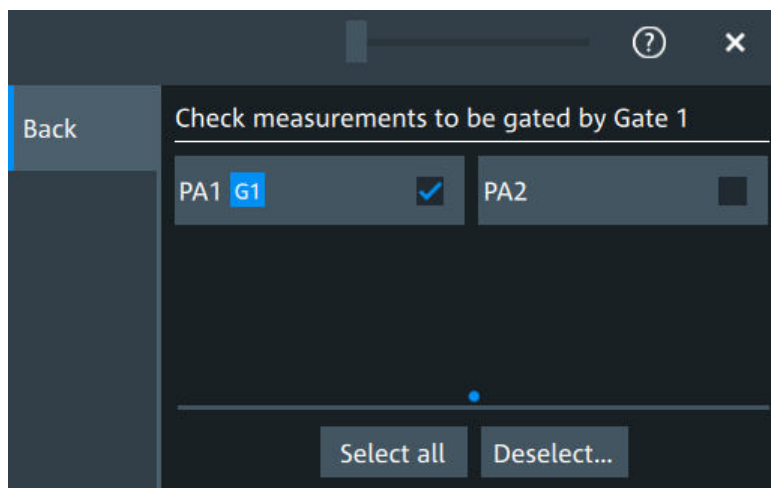 ?
Back
Check measurements to be gated by Gate 1
PA1 G1
PA2
Select all
Deselect...